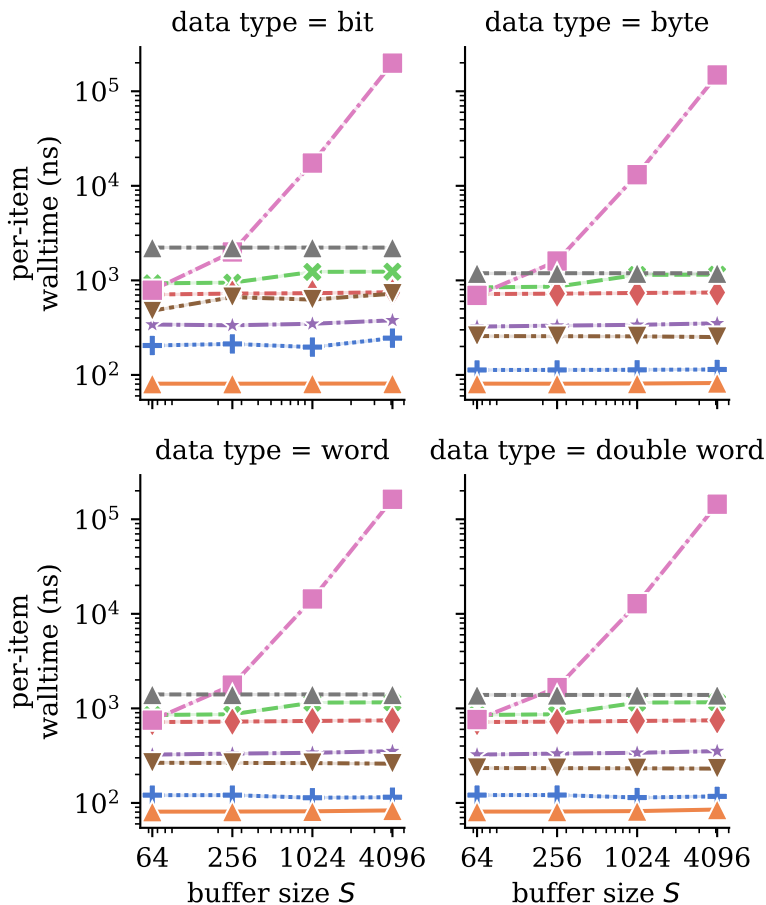 data type = bit
data type = byte
per-item
walltime (ns)
10^5
10^4
10^3
10^2
data type = word
data type = double word
per-item
walltime (ns)
10^5
10^4
10^3
10^2
64 256 1024 4096
64 256 1024 4096
buffer size S
buffer size S